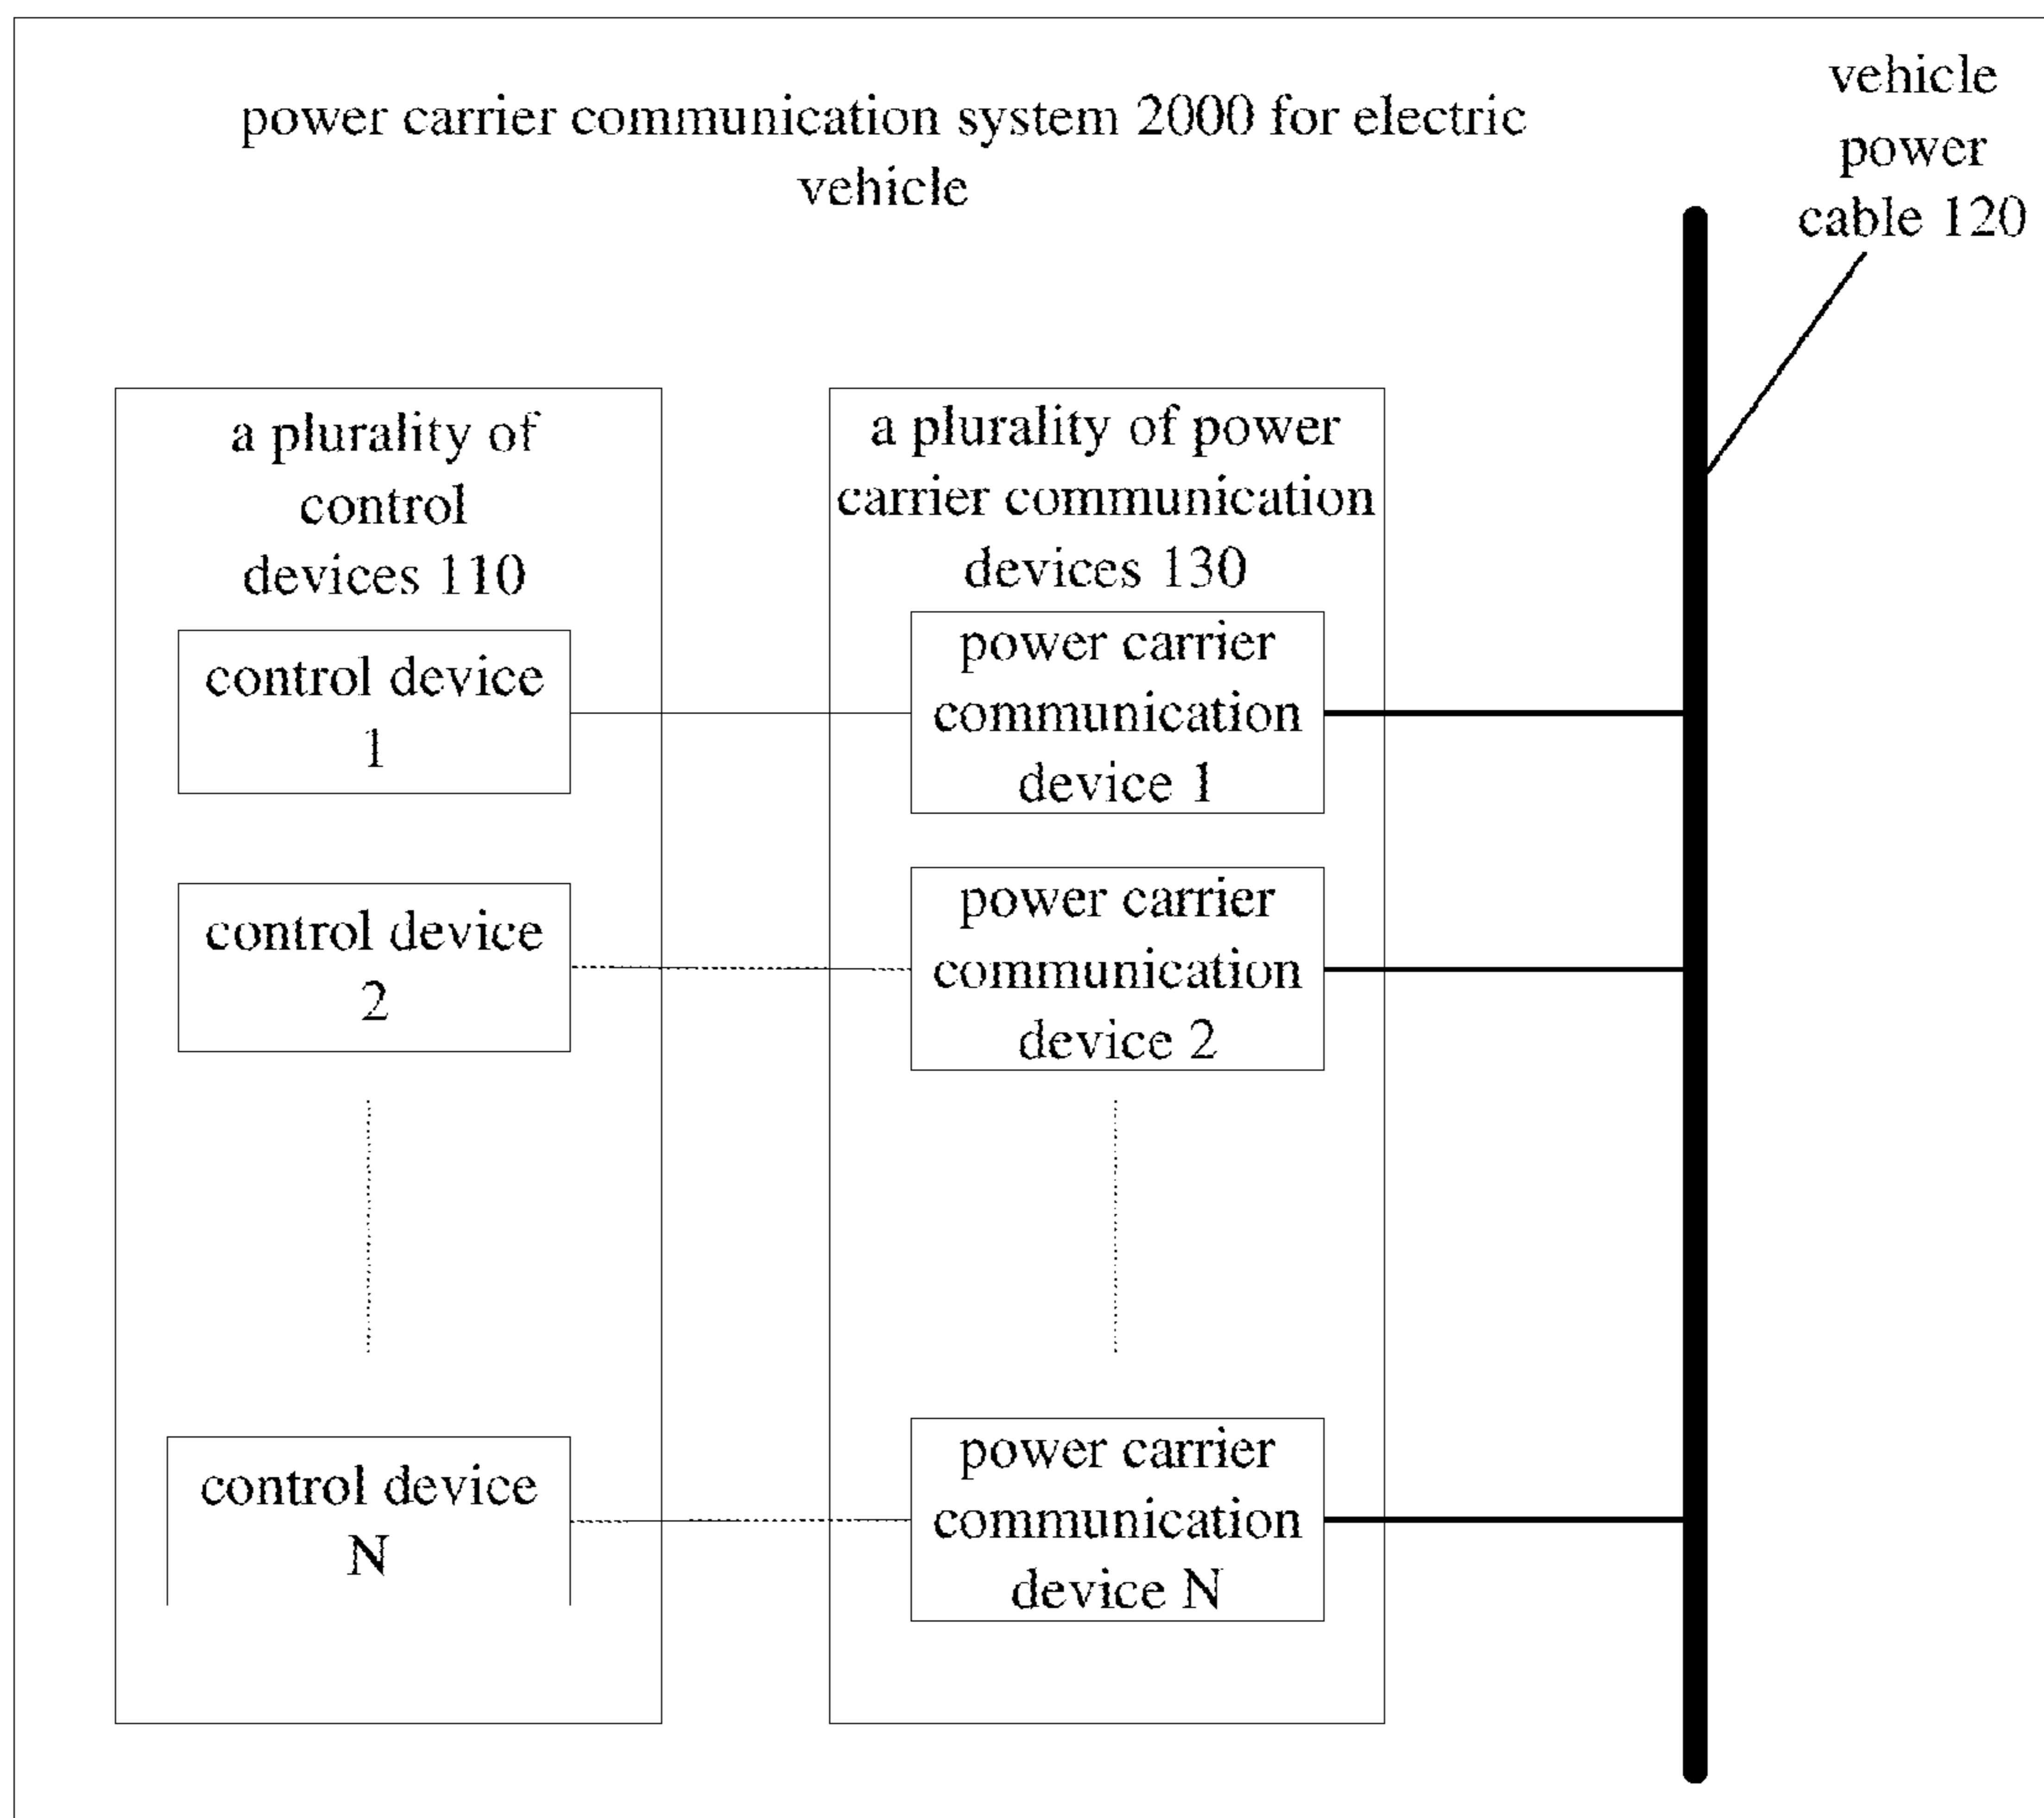 power carrier communication system 2000 for electric
vehicle
vehicle
power
cable 120
a plurality of
control
devices 110
a plurality of power
carrier communication
devices 130
control device
1
power carrier
communication
device 1
control device
2
power carrier
communication
device 2
control device
N
power carrier
communication
device N